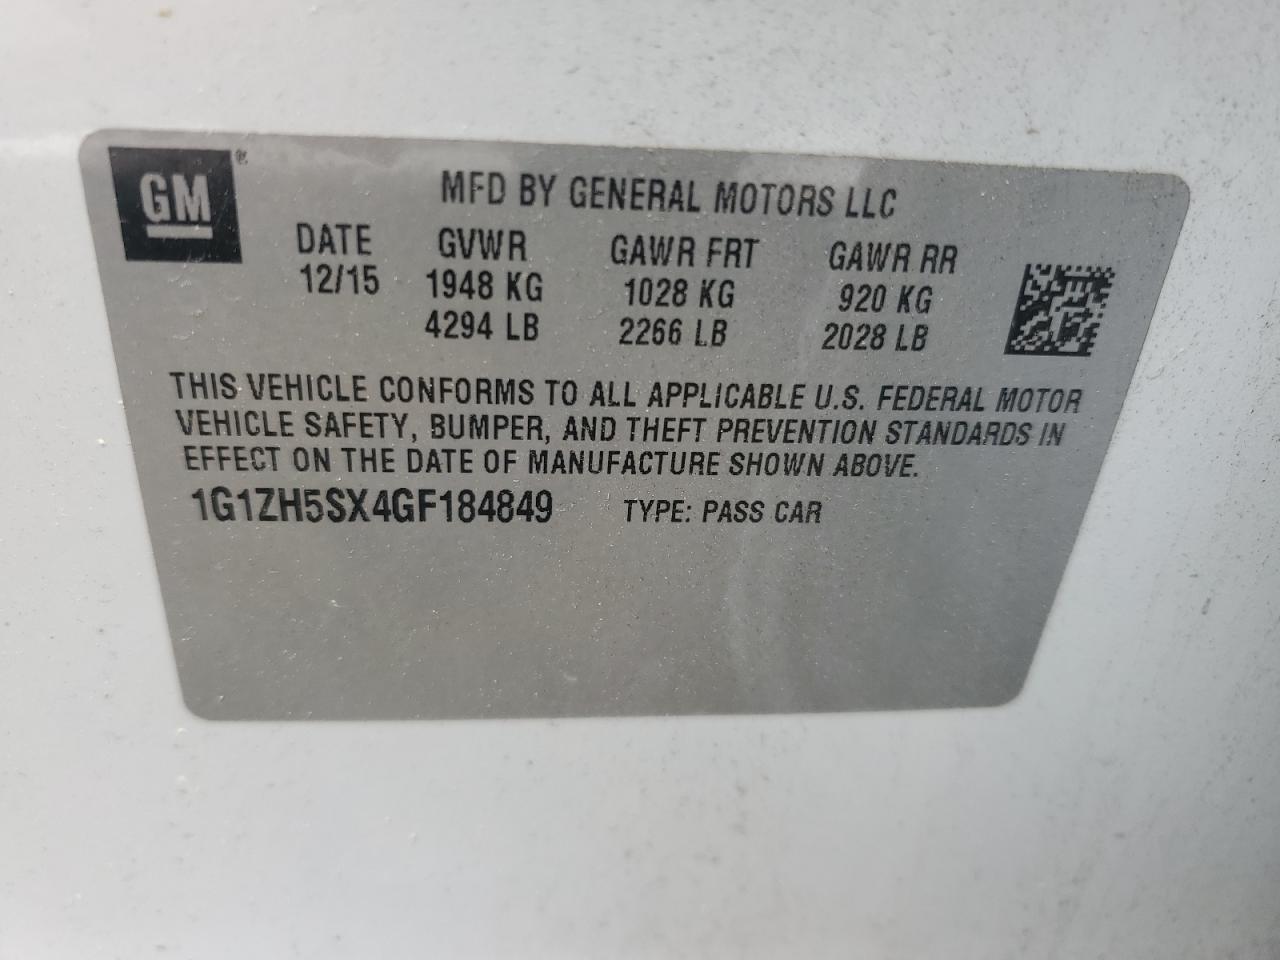 GM®
MFD BY GENERAL MOTORS LLC
DATE GVWR GAWR FRT GAWR RR
12/15 1948 KG 1028 KG 920 KG
4294 LB 2266 LB 2028 LB
THIS VEHICLE CONFORMS TO ALL APPLICABLE U.S. FEDERAL MOTOR
VEHICLE SAFETY, BUMPER, AND THEFT PREVENTION STANDARDS IN
EFFECT ON THE DATE OF MANUFACTURE SHOWN ABOVE.
1G1ZH5SX4GF184849 TYPE: PASS CAR